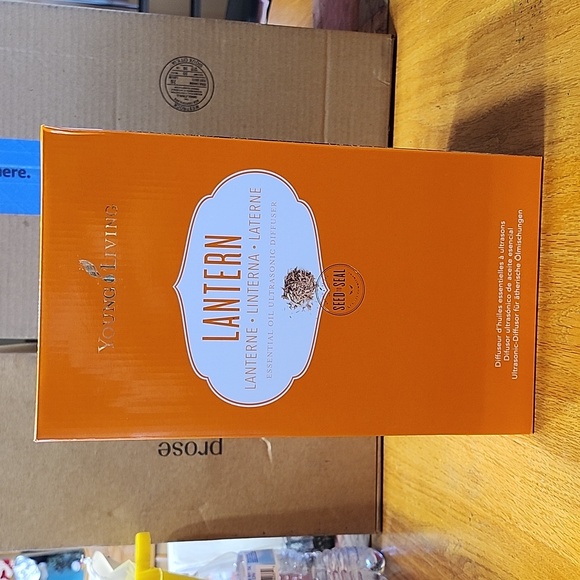 YOUNG LIVING
LANTERN
LANTERNE • LINTERNA • LATERNE
ESSENTIAL OIL ULTRASONIC DIFFUSER
SEED TO SEAL
Diffuseur d'huiles essentielles à ultrasons
Difusor ultrasónico de aceite esencial
Ultrasonic-Diffusor für ätherische Ölmischungen
prose
here.